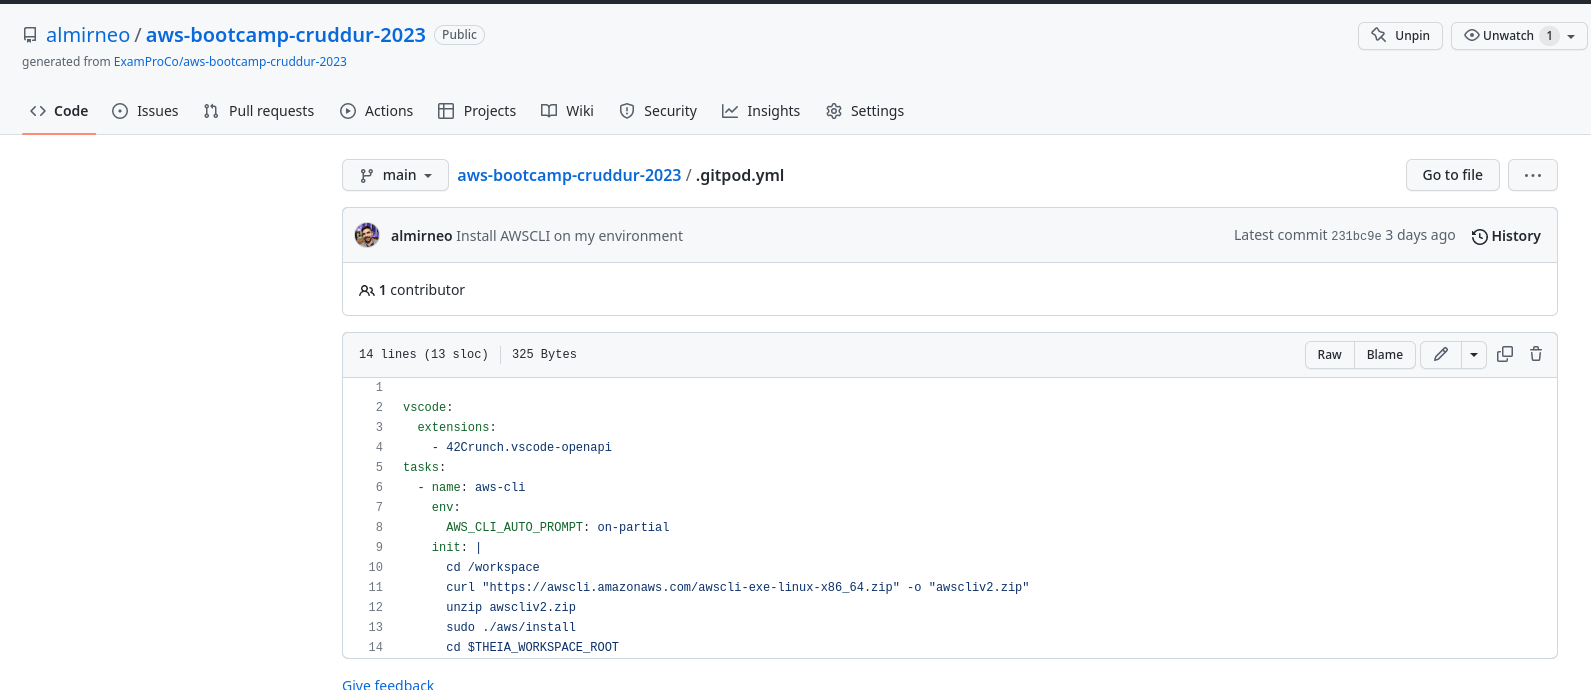 almirneo / aws-bootcamp-cruddur-2023 Public Unpin Unwatch 1
generated from ExamProCo/aws-bootcamp-cruddur-2023
Code Issues Pull requests Actions Projects Wiki Security Insights Settings
main aws-bootcamp-cruddur-2023 / .gitpod.yml Go to file ...
almirneo Install AWSCLI on my environment Latest commit 231bc9e 3 days ago History
1 contributor
14 lines (13 sloc) 325 Bytes Raw Blame
1
2 vscode:
3   extensions:
4     - 42Crunch.vscode-openapi
5 tasks:
6   - name: aws-cli
7     env:
8       AWS_CLI_AUTO_PROMPT: on-partial
9     init: |
10       cd /workspace
11       curl "https://awscli.amazonaws.com/awscli-exe-linux-x86_64.zip" -o "awscliv2.zip"
12       unzip awscliv2.zip
13       sudo ./aws/install
14       cd $THEIA_WORKSPACE_ROOT
Give feedback